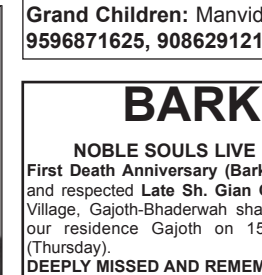 Grand Children: Manvid
9596871625, 908629121
BARK
NOBLE SOULS LIVE
First Death Anniversary (Bark
and respected Late Sh. Gian
Village, Gajoth-Bhaderwah sha
our residence Gajoth on 15
(Thursday).
DEEPLY MISSED AND REMEM